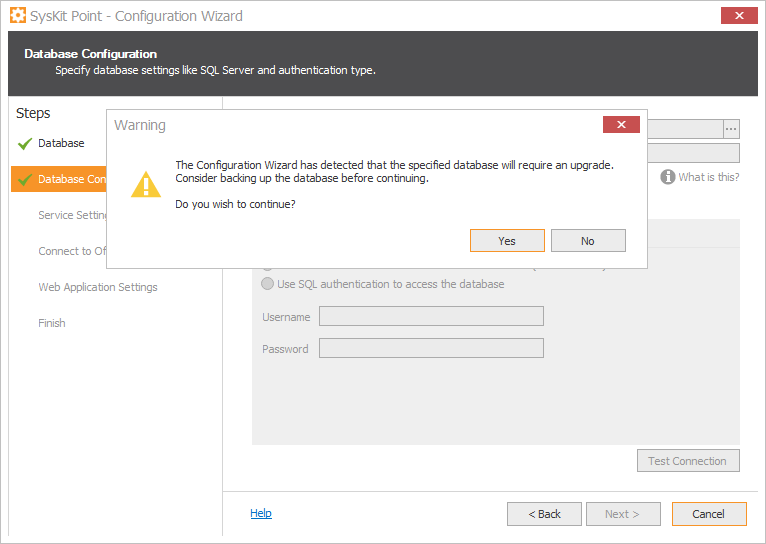 SysKit Point - Configuration Wizard
Database Configuration
Specify database settings like SQL Server and authentication type.
Steps
Database
Database Con
Service Setting
Connect to Of
Web Application Settings
Finish
Warning
The Configuration Wizard has detected that the specified database will require an upgrade.
Consider backing up the database before continuing.
Do you wish to continue?
Yes
No
What is this?
Use SQL authentication to access the database
Username
Password
Test Connection
Help
< Back
Next >
Cancel